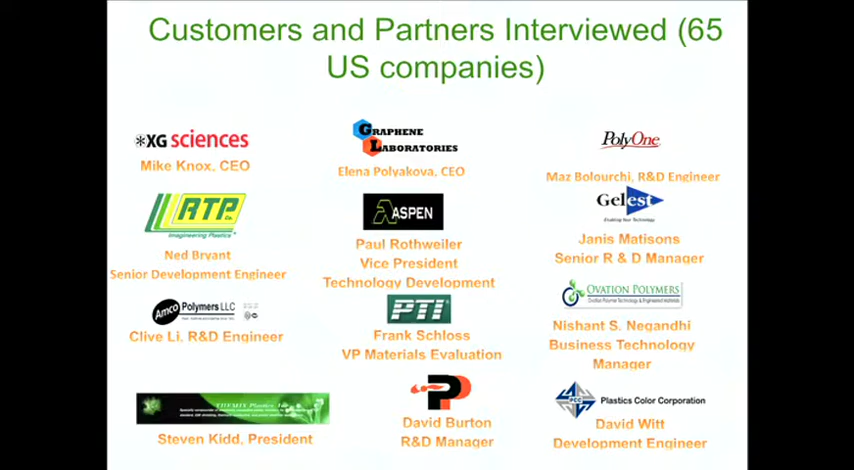 Customers and Partners Interviewed (65
US companies)
*XG sciences
Mike Knox, CEO
GRAPHENE
LABORATORIES
Elena Polyakova, CEO
PolyOne
Maz Bolourchi, R&D Engineer
RTP Co.
Imagineering Plastics
Ned Bryant
Senior Development Engineer
ASPEN
Paul Rothweiler
Vice President
Technology Development
Gelest
Enabling Your Technology
Janis Matisons
Senior R & D Manager
Amco Polymers LLC
Clive Li, R&D Engineer
PTi
Frank Schloss
VP Materials Evaluation
OVATION POLYMERS
Nishant S. Negandhi
Business Technology
Manager
Steven Kidd, President
David Burton
R&D Manager
PCC Plastics Color Corporation
David Witt
Development Engineer